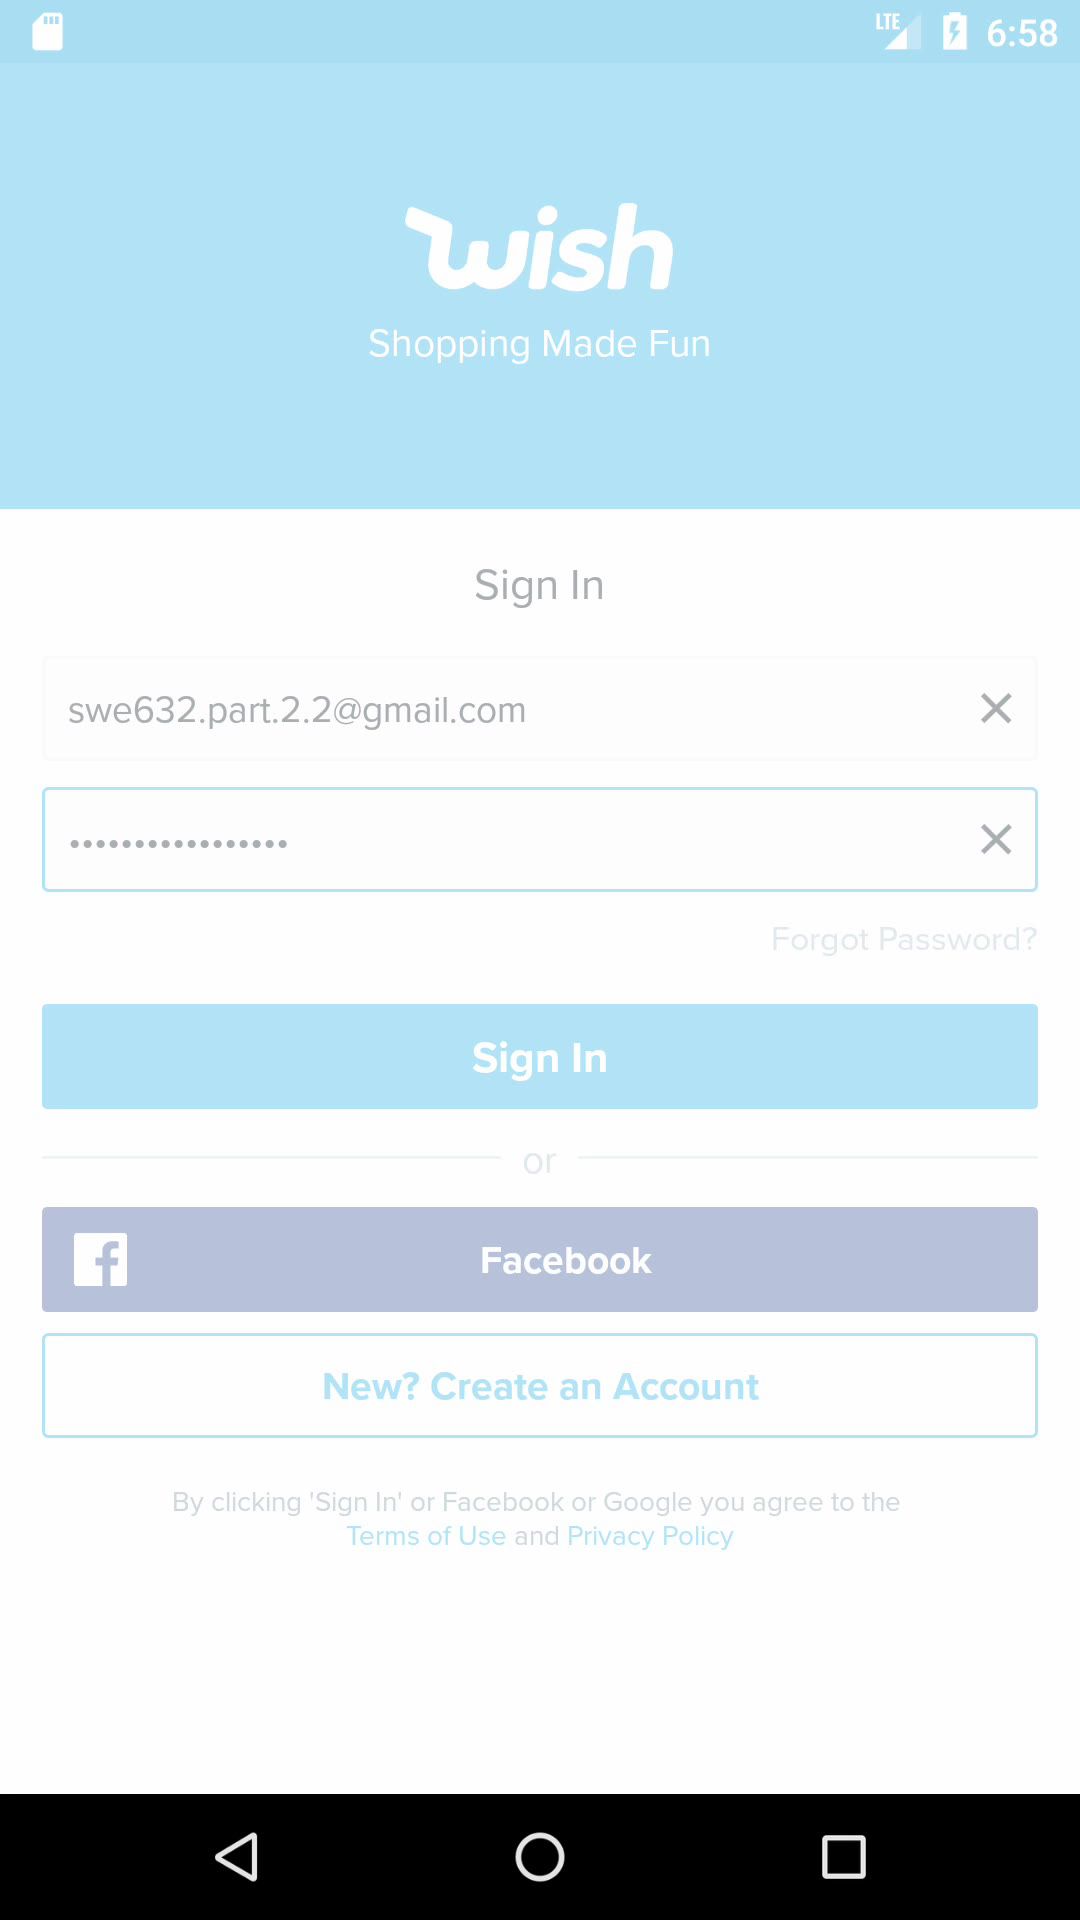 LTE 6:58
wish
Shopping Made Fun
Sign In
swe632.part.2.2@gmail.com
•••••••••••••••••
Forgot Password?
Sign In
or
Facebook
New? Create an Account
By clicking 'Sign In' or Facebook or Google you agree to the
Terms of Use and Privacy Policy